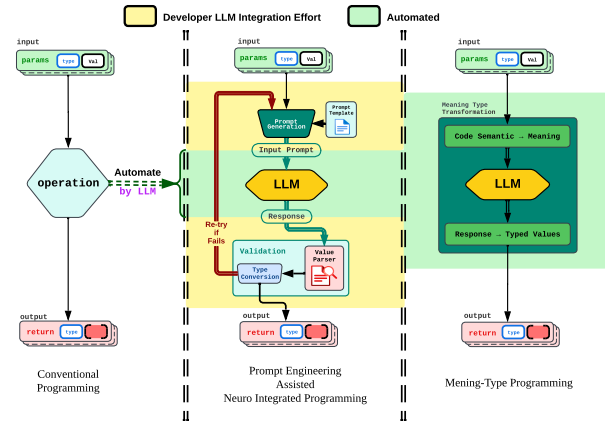 Developer LLM Integration Effort
Automated
input
params type Val
operation
Automate
by LLM
output
return type
Conventional
Programming
input
params type Val
Prompt
Generation
Prompt
Template
Input Prompt
LLM
Response
Re-try
if
Fails
Validation
Value
Parser
Type
Conversion
output
return type
Prompt Engineering
Assisted
Neuro Integrated Programming
input
params type Val
Meaning Type
Transformation
Code Semantic → Meaning
LLM
Response → Typed Values
output
return type
Mening-Type Programming